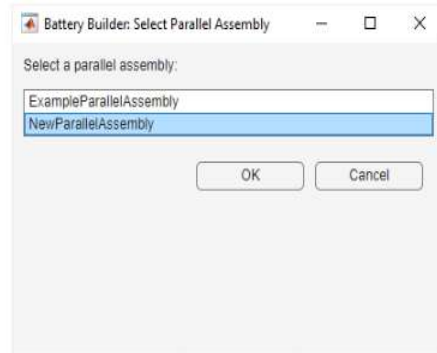 Battery Builder: Select Parallel Assembly
Select a parallel assembly:
ExampleParallelAssembly
NewParallelAssembly
OK Cancel